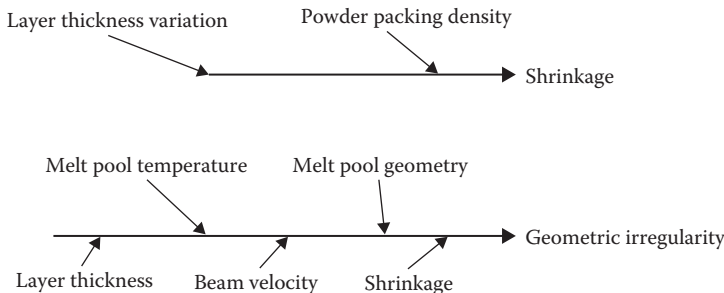 Layer thickness variation
Powder packing density
Shrinkage
Melt pool temperature
Melt pool geometry
Geometric irregularity
Layer thickness
Beam velocity
Shrinkage